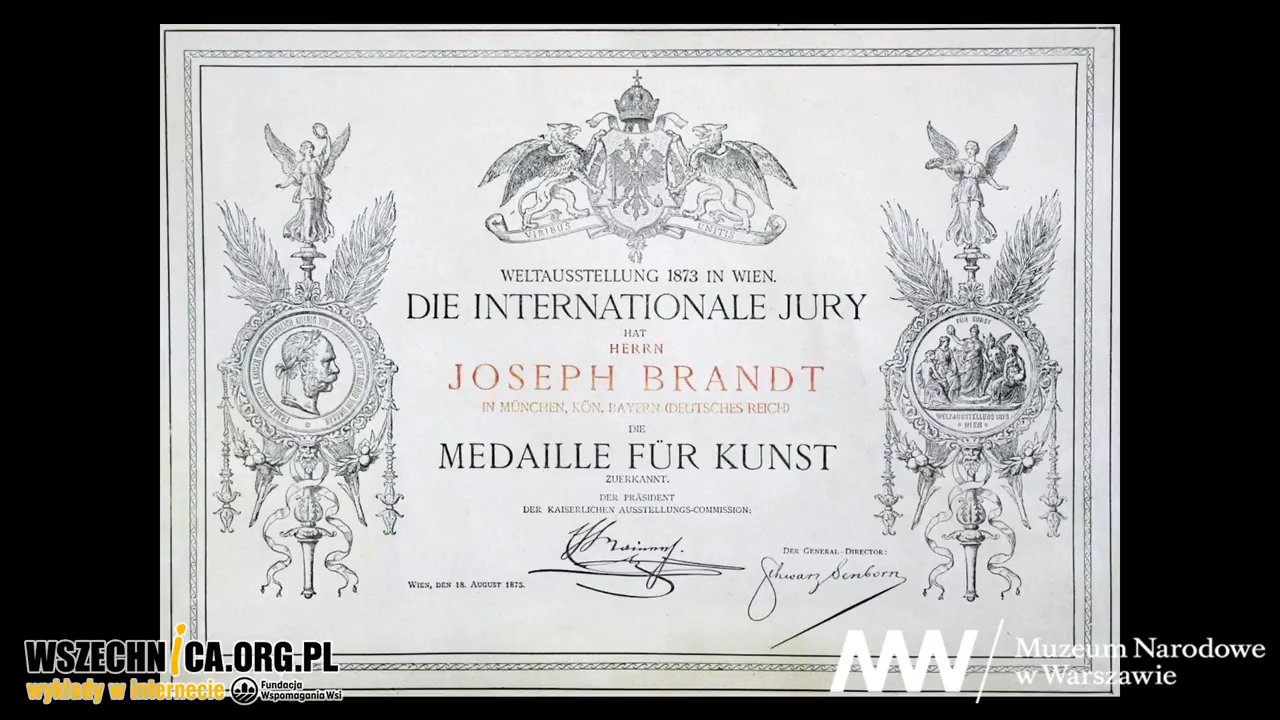 VIRIBUS UNITIS
WELTAUSSTELLUNG 1873 IN WIEN.
DIE INTERNATIONALE JURY
HAT
HERRN
JOSEPH BRANDT
IN MÜNCHEN, KÖN. BAYERN (DEUTSCHES REICH)
DIE
MEDAILLE FÜR KUNST
ZUERKANNT.
DER PRÄSIDENT
DER KAISERLICHEN AUSSTELLUNGS-COMMISSION:
DER GENERAL-DIRECTOR:
Schwarz Senborn
WIEN, DEN 18. AUGUST 1873.
FÜR KUNST
WELTAUSSTELLUNG 1873
WIEN
WSZECHNICA.ORG.PL
wykłady w Internecie
Fundacja
Wspomagania Wsi
Muzeum Narodowe
w Warszawie